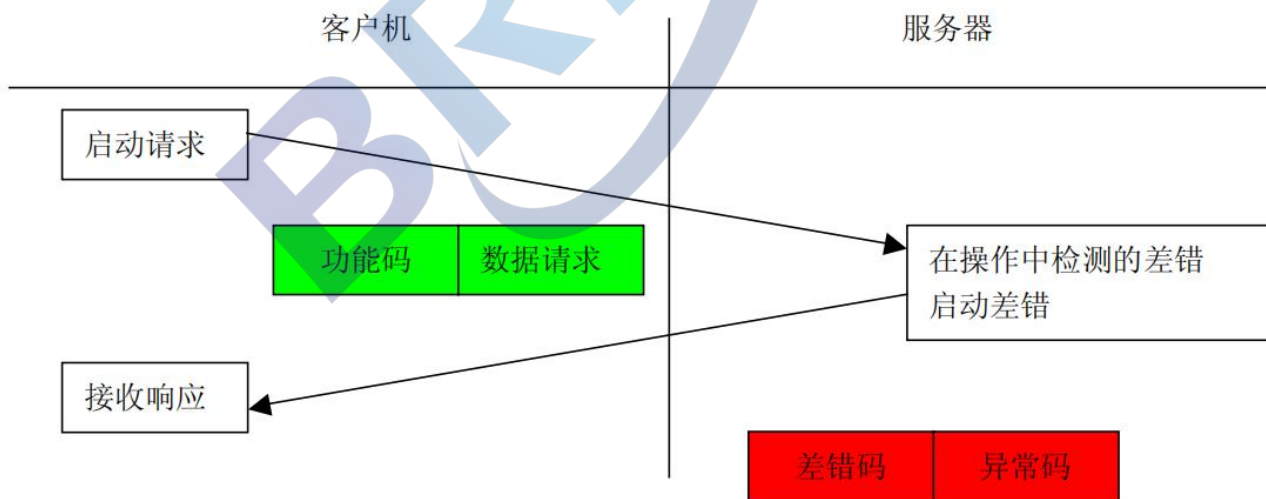 客户机
服务器
启动请求
功能码
数据请求
在操作中检测的差错
启动差错
接收响应
差错码
异常码